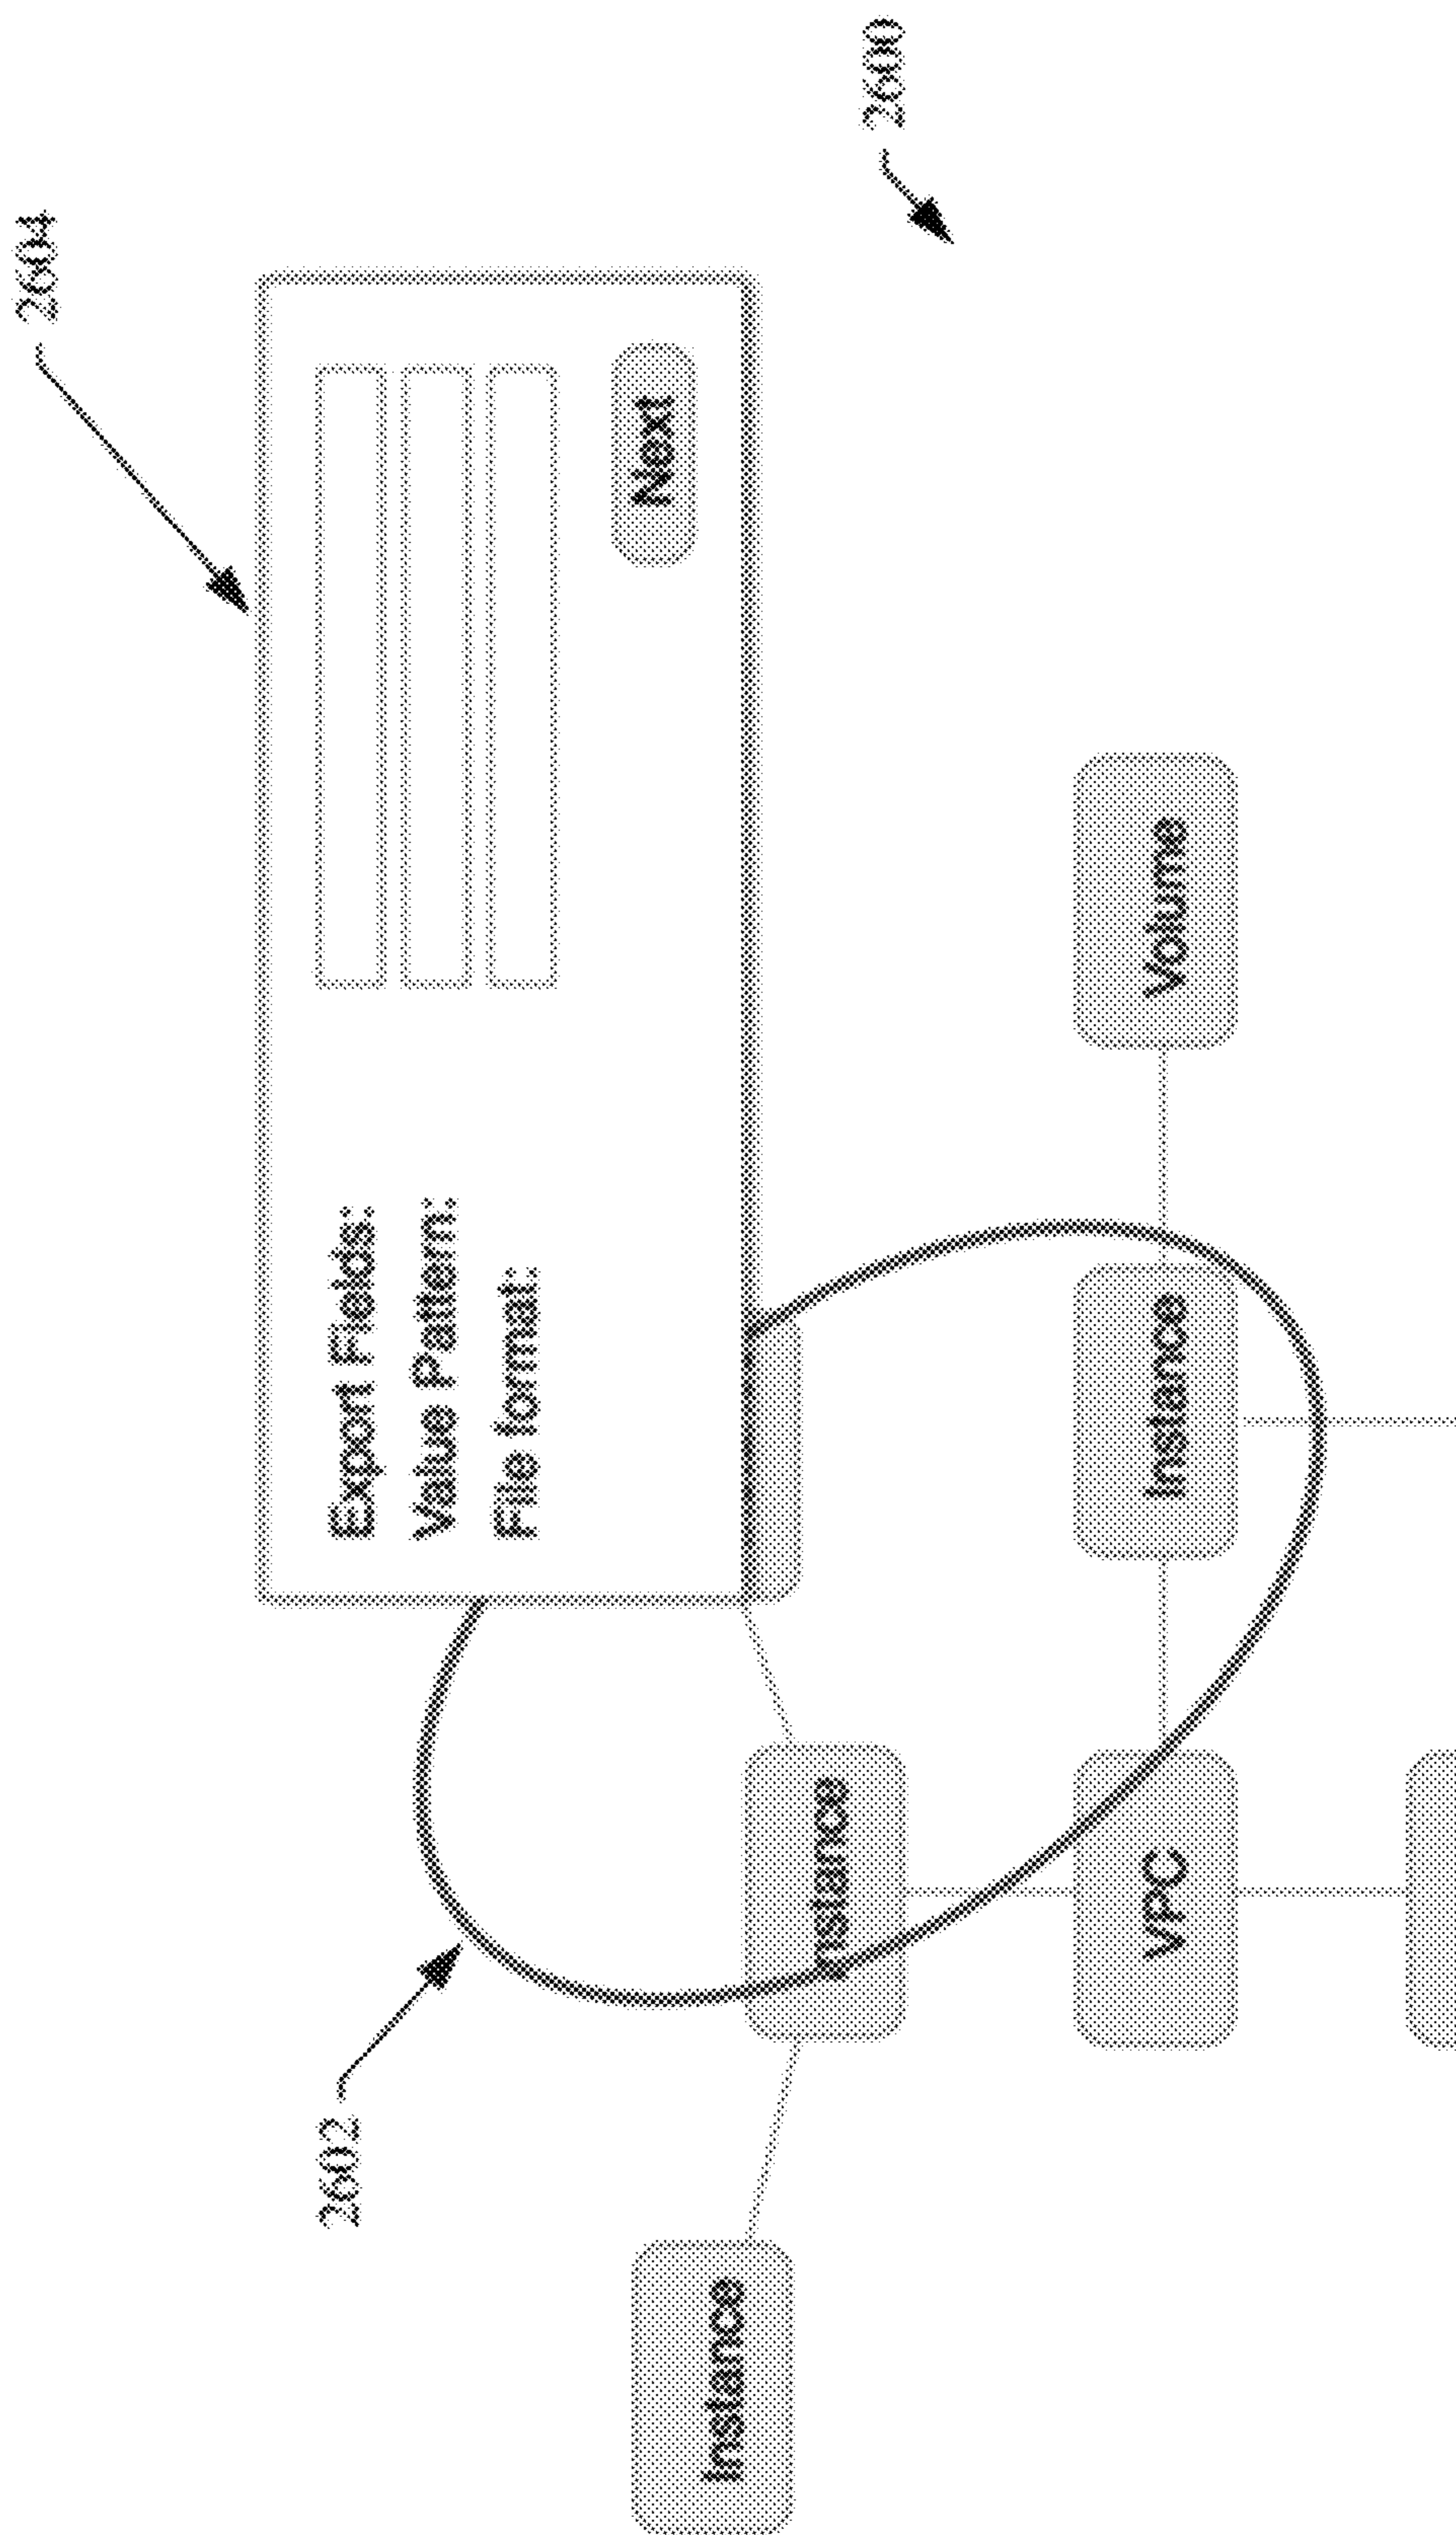 2604
2600
Export Fields:
Value Pattern:
File format:
Next
2602
Instance
Instance
VPC
Instance
Volume